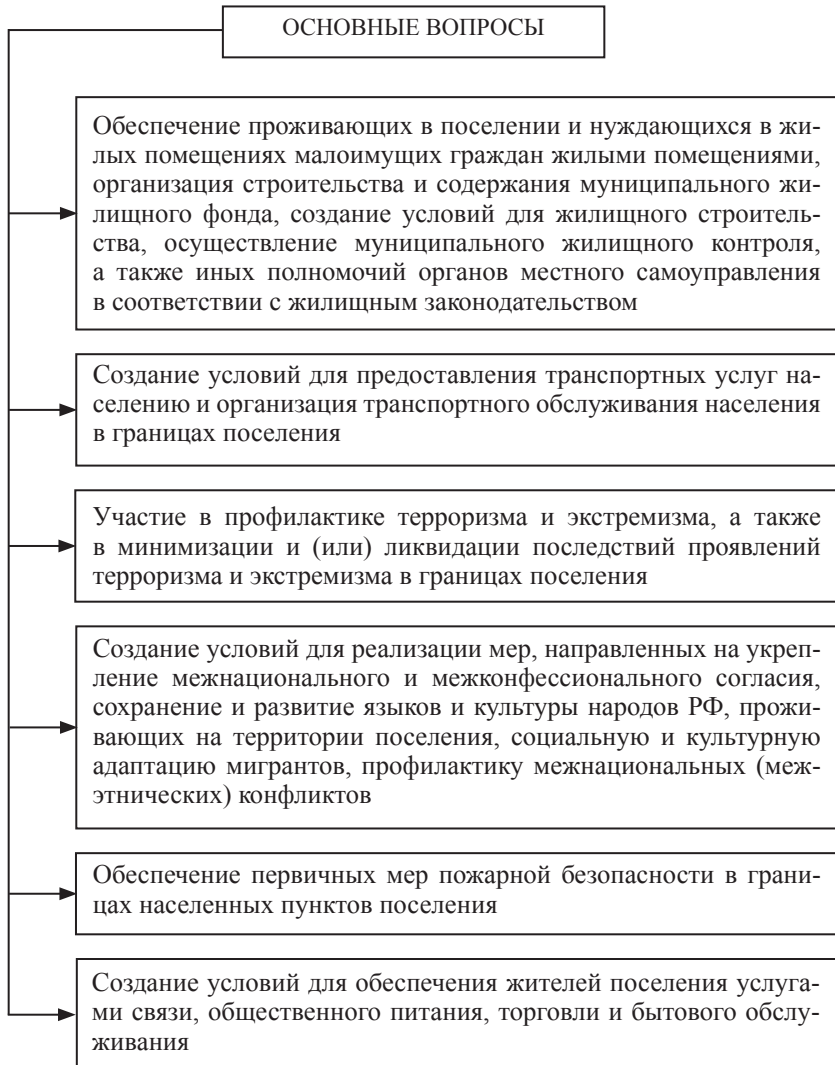 ОСНОВНЫЕ ВОПРОСЫ
Обеспечение проживающих в поселении и нуждающихся в жи-
лых помещениях малоимущих граждан жилыми помещениями,
организация строительства и содержания муниципального жи-
лищного фонда, создание условий для жилищного строитель-
ства, осуществление муниципального жилищного контроля,
а также иных полномочий органов местного самоуправления
в соответствии с жилищным законодательством
Создание условий для предоставления транспортных услуг на-
селению и организация транспортного обслуживания населения
в границах поселения
Участие в профилактике терроризма и экстремизма, а также
в минимизации и (или) ликвидации последствий проявлений
терроризма и экстремизма в границах поселения
Создание условий для реализации мер, направленных на укреп-
ление межнационального и межконфессионального согласия,
сохранение и развитие языков и культуры народов РФ, прожи-
вающих на территории поселения, социальную и культурную
адаптацию мигрантов, профилактику межнациональных (меж-
этнических) конфликтов
Обеспечение первичных мер пожарной безопасности в грани-
цах населенных пунктов поселения
Создание условий для обеспечения жителей поселения услуга-
ми связи, общественного питания, торговли и бытового обслу-
живания